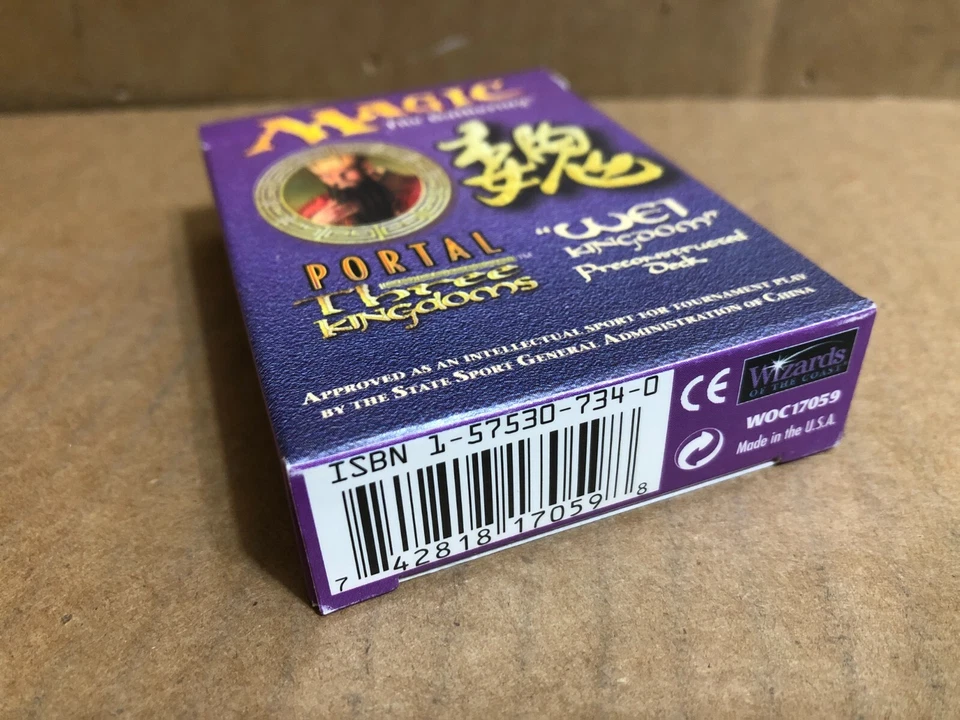 MAGIC
The Gathering
魏
PORTAL
Three
Kingdoms™
"WEI
KINGDOM"
Preconstructed
Deck
APPROVED AS AN INTELLECTUAL SPORT FOR TOURNAMENT PLAY
BY THE STATE SPORT GENERAL ADMINISTRATION OF CHINA
ISBN 1-57530-734-0
7 42818 17059 8
CE
Wizards
OF THE COAST
WOC17059
Made in the U.S.A.